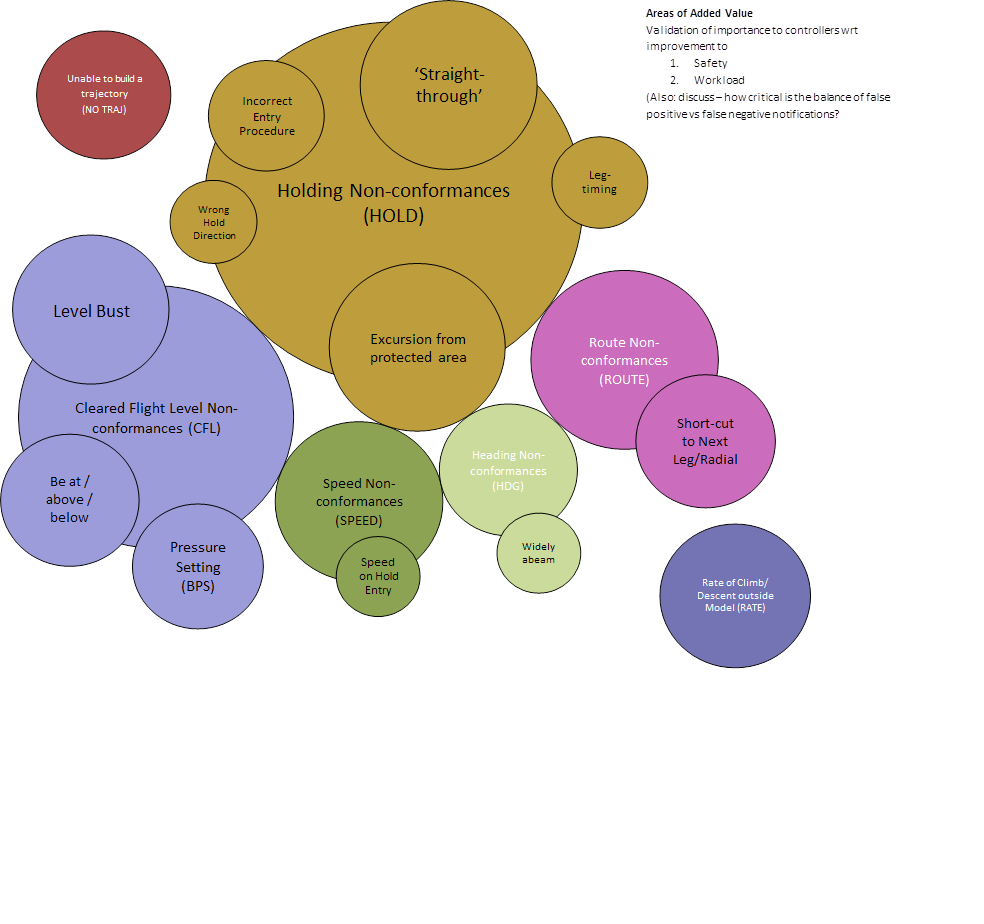 Areas of Added Value
Validation of importance to controllers wrt
improvement to
1. Safety
2. Workload
(Also: discuss – how critical is the balance of false
positive vs false negative notifications?
Unable to build a
trajectory
(NO TRAJ)
‘Straight-
through’
Incorrect
Entry
Procedure
Leg-
timing
Holding Non-conformances
(HOLD)
Wrong
Hold
Direction
Level Bust
Excursion from
protected area
Route Non-
conformances
(ROUTE)
Cleared Flight Level Non-
conformances (CFL)
Short-cut
to Next
Leg/Radial
Heading Non-
conformances
(HDG)
Be at /
above /
below
Speed Non-
conformances
(SPEED)
Pressure
Setting
(BPS)
Widely
abeam
Speed
on Hold
Entry
Rate of Climb/
Descent outside
Model (RATE)